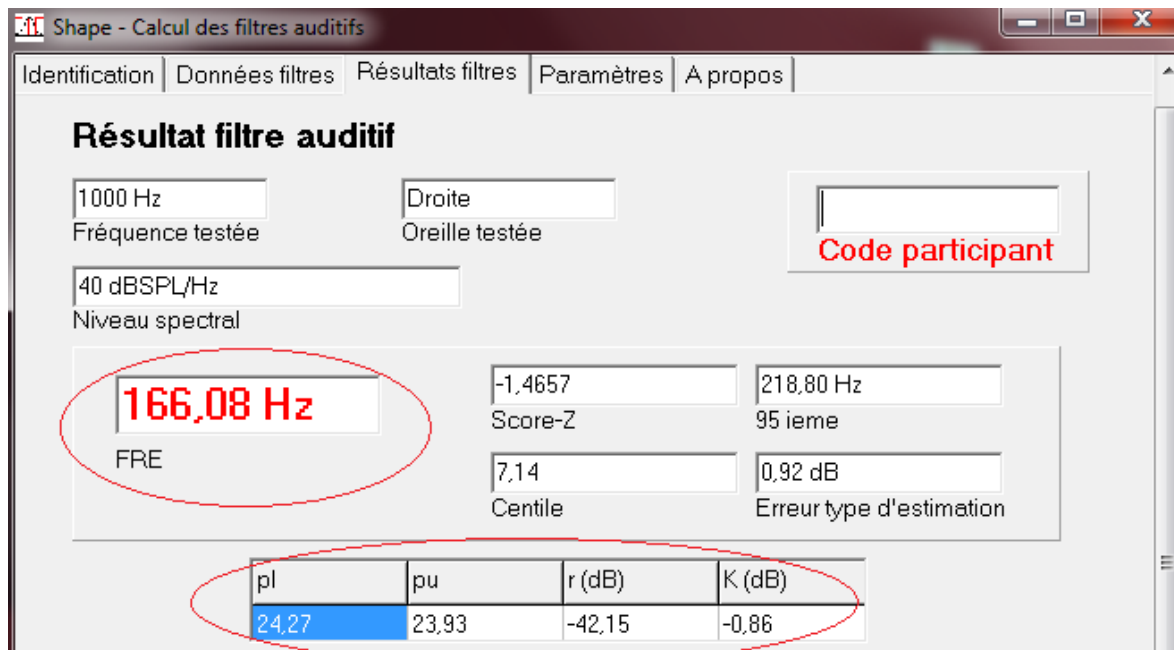 Shape - Calcul des filtres auditifs
Identification Données filtres Résultats filtres Paramètres A propos
Résultat filtre auditif
1000 Hz Droite
Fréquence testée Oreille testée
Code participant
40 dBSPL/Hz
Niveau spectral
166,08 Hz
FRE
-1,4657 218,80 Hz
Score-Z 95 ieme
7,14 0,92 dB
Centile Erreur type d'estimation
pl pu r (dB) K (dB)
24,27 23,93 -42,15 -0,86